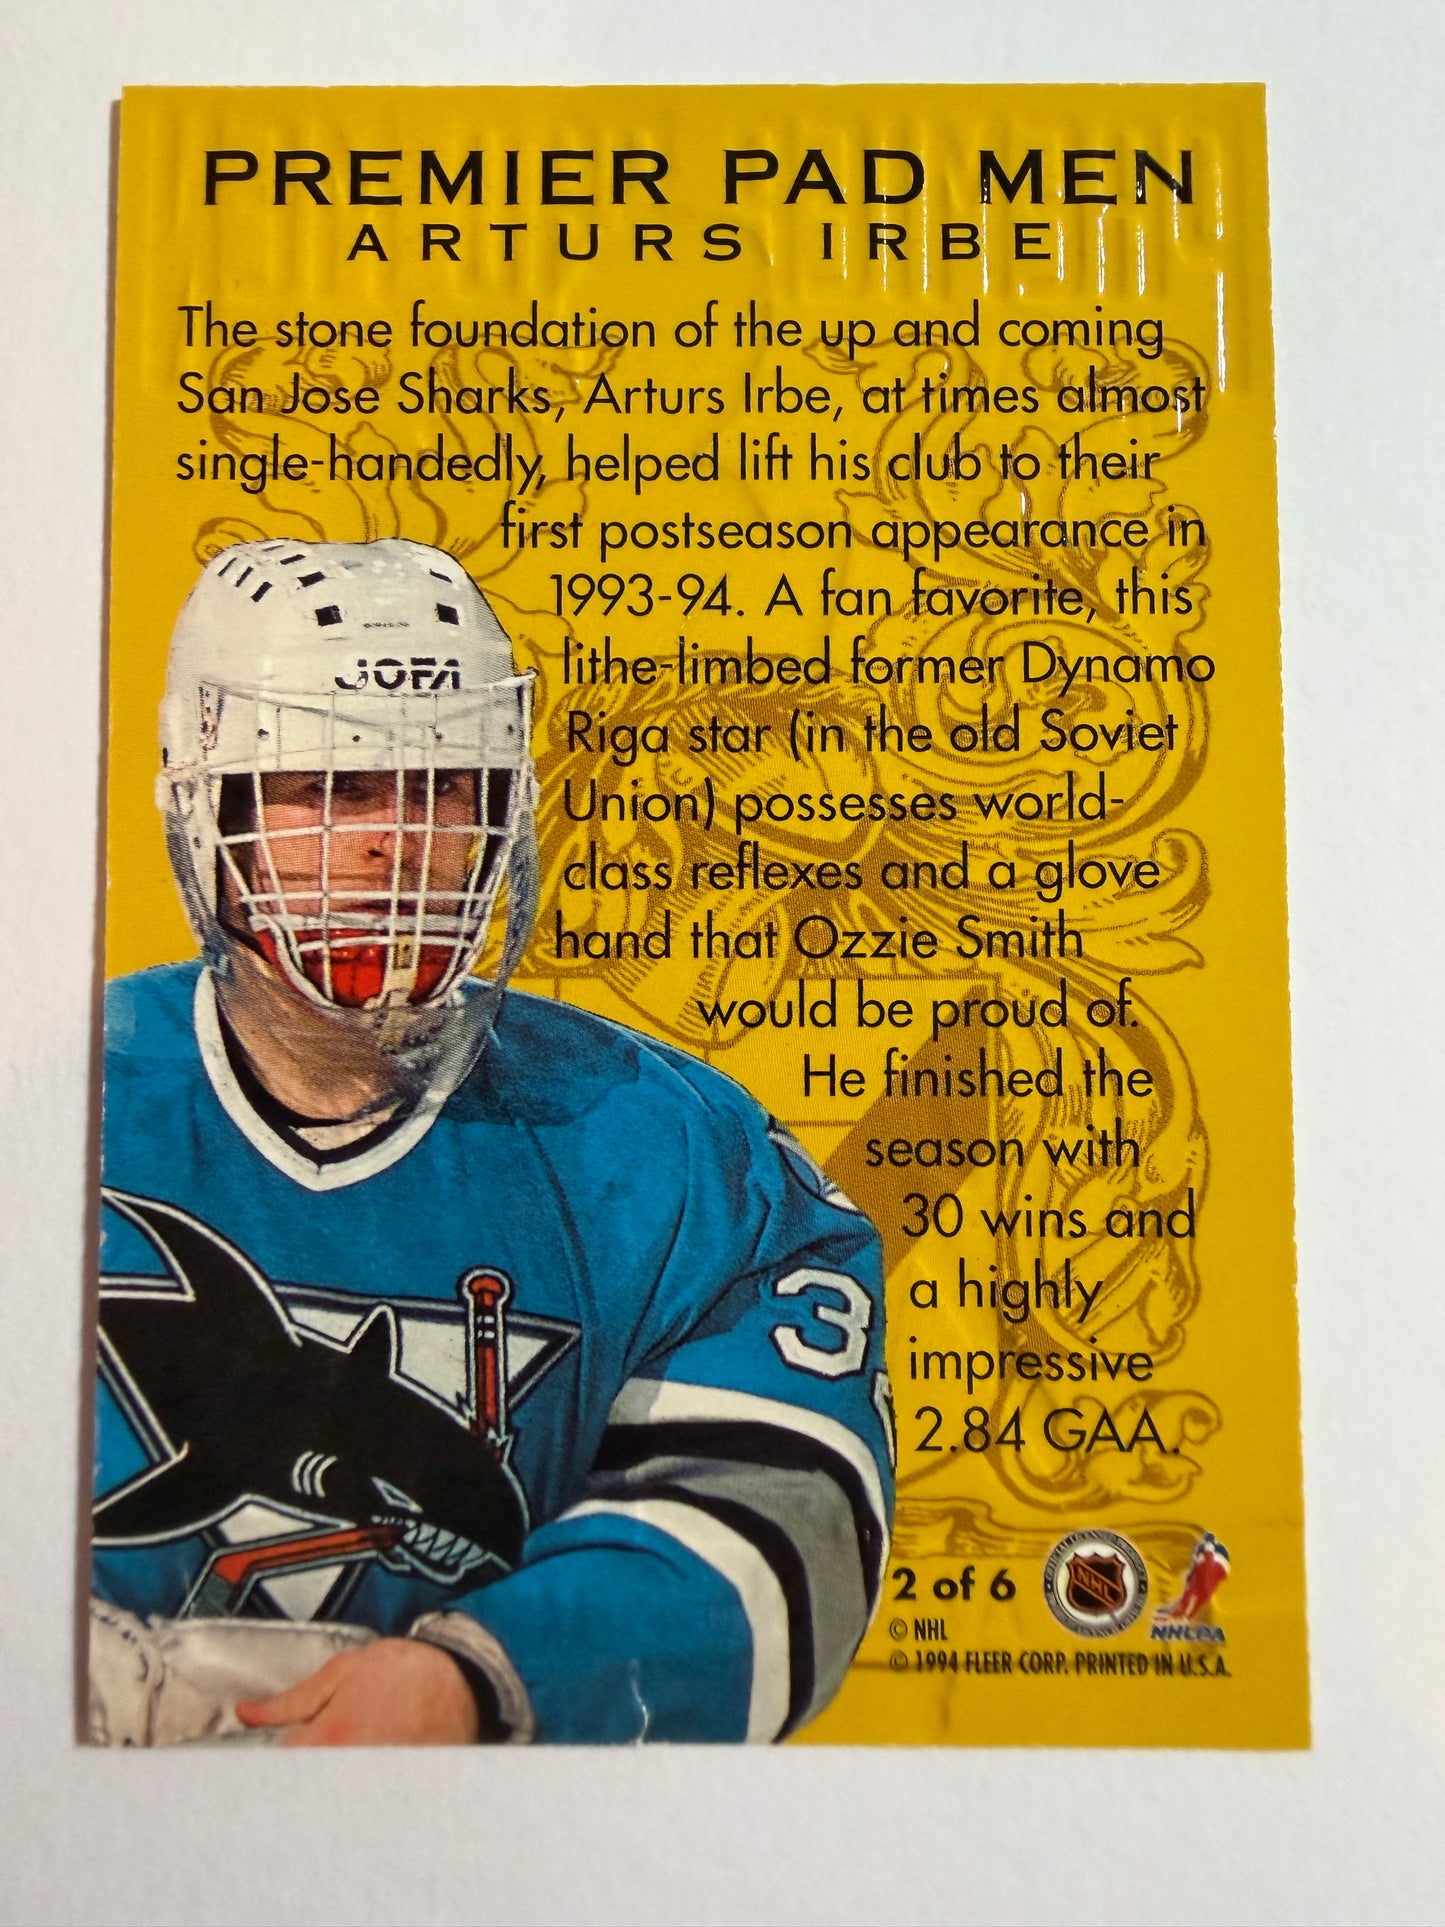 PREMIER PAD MEN
ARTURS IRBE
The stone foundation of the up and coming
San Jose Sharks, Arturs Irbe, at times almost
single-handedly, helped lift his club to their
first postseason appearance in
1993-94. A fan favorite, this
lithe-limbed former Dynamo
Riga star (in the old Soviet
Union) possesses world-
class reflexes and a glove
hand that Ozzie Smith
would be proud of.
He finished the
season with
30 wins and
a highly
impressive
2.84 GAA.
JOFA
3
2 of 6
NHL
NHLPA
© NHL
© 1994 FLEER CORP. PRINTED IN U.S.A.